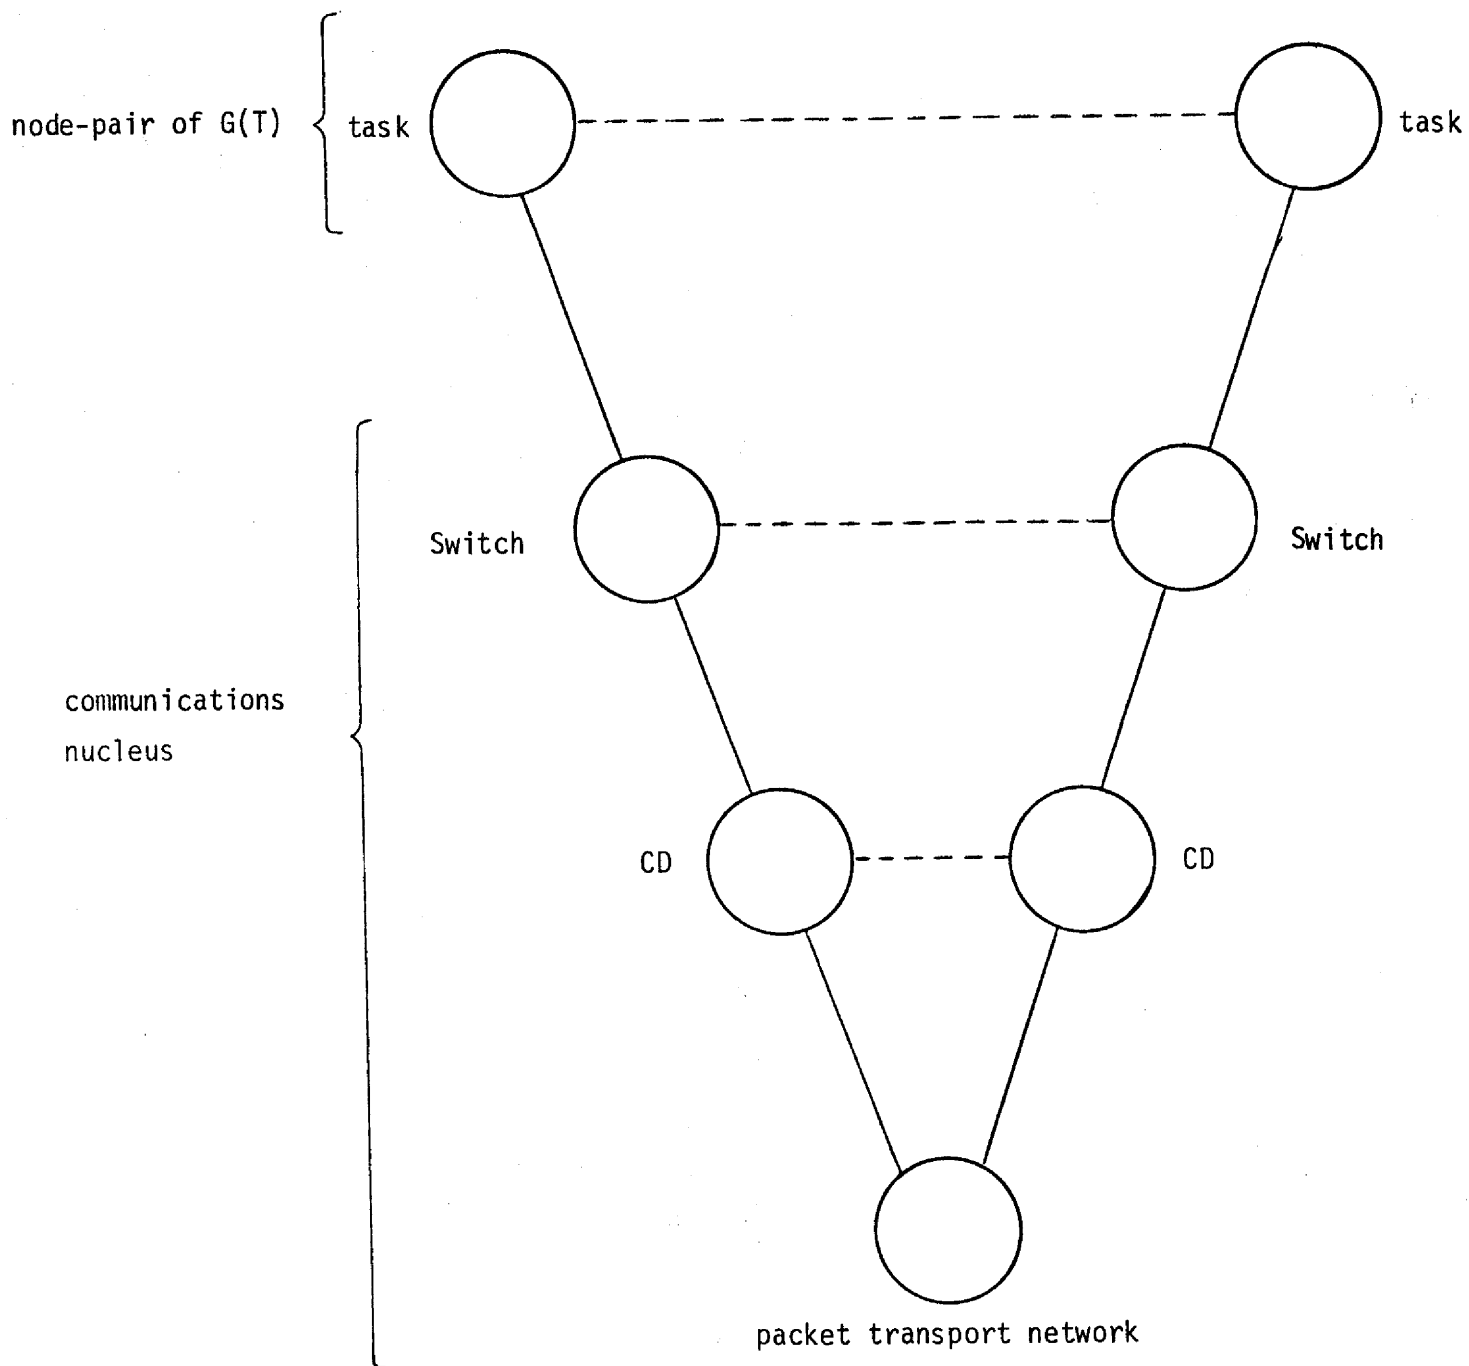 node-pair of G(T)
task
task
Switch
Switch
communications
nucleus
CD
CD
packet transport network